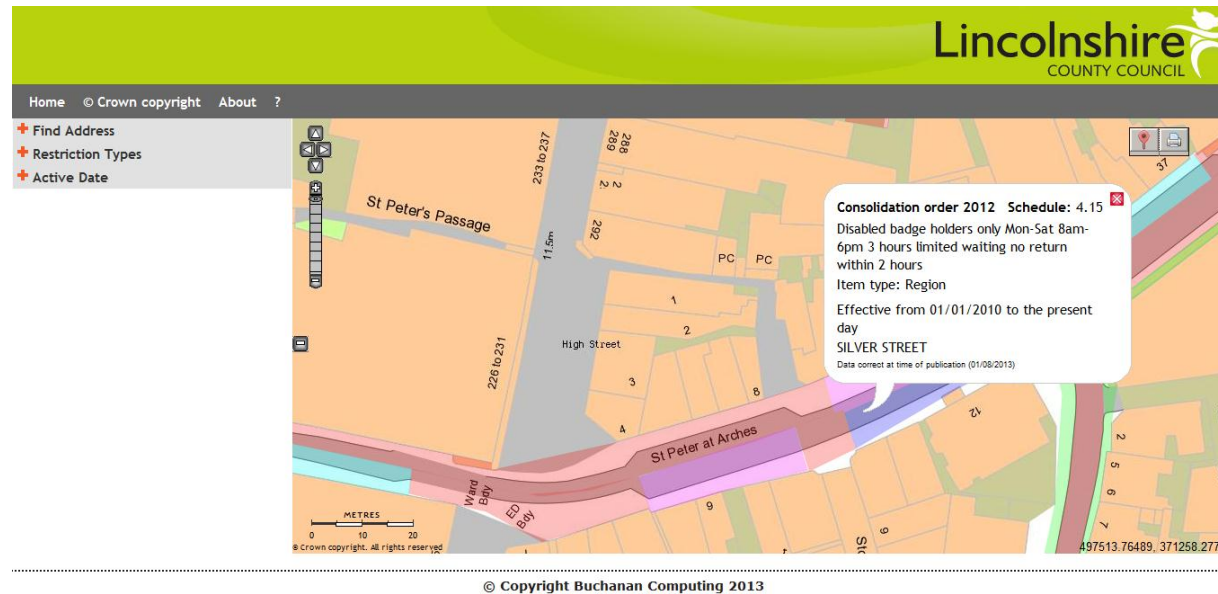 Lincolnshire
COUNTY COUNCIL
Home © Crown copyright About ?
Find Address
Restriction Types
Active Date
233 to 237
288
289
2
2
292
St Peter's Passage
11.5m
PC
PC
37
Consolidation order 2012 Schedule: 4.15
Disabled badge holders only Mon-Sat 8am-
6pm 3 hours limited waiting no return
within 2 hours
Item type: Region
Effective from 01/01/2010 to the present
day
SILVER STREET
Data correct at time of publication (01/08/2013)
1
2
High Street
226 to 231
3
8
4
12
St Peter at Arches
Ward
Bdy
ED
Bdy
9
9
2
5
6
7
METRES
0 10 20
© Crown copyright. All rights reserved
497513.76489, 371258.277
© Copyright Buchanan Computing 2013